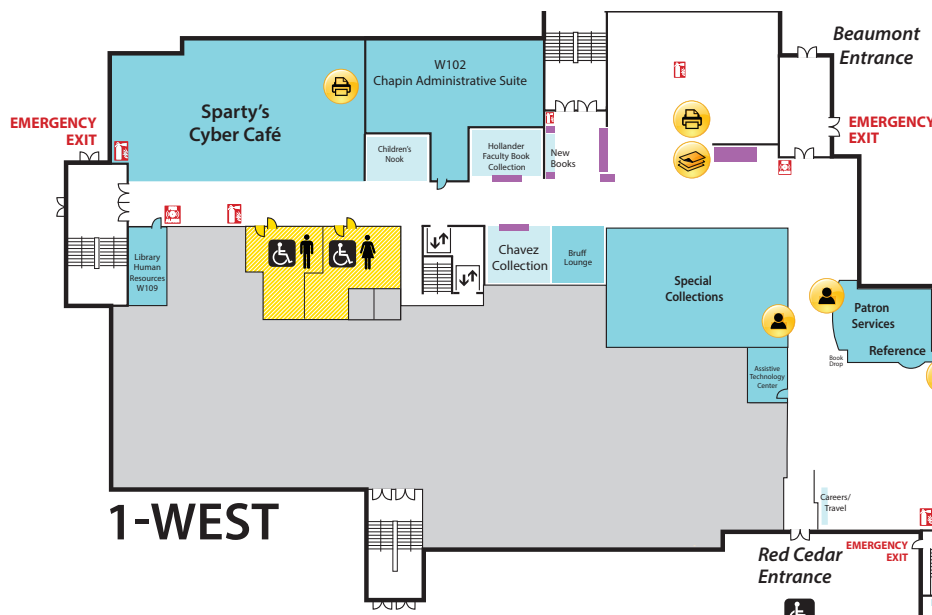 Beaumont
Entrance
W102
Chapin Administrative Suite
Sparty's
Cyber Café
EMERGENCY
EXIT
EMERGENCY
EXIT
Children's
Nook
Hollander
Faculty Book
Collection
New
Books
Library
Human
Resources
W109
Chavez
Collection
Bruff
Lounge
Special
Collections
Patron
Services
Reference
Book
Drop
Assistive
Technology
Center
Careers/
Travel
1-WEST
Red Cedar
Entrance
EMERGENCY
EXIT